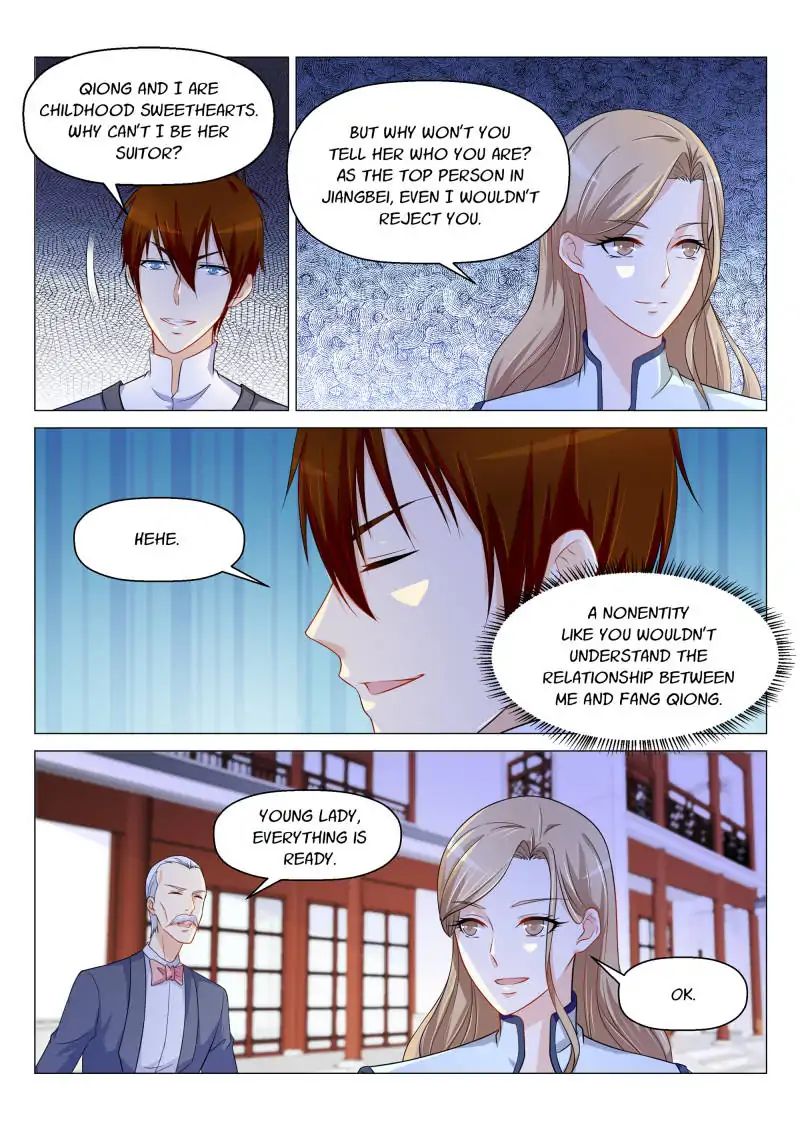 QIONG AND I ARE
CHILDHOOD SWEETHEARTS.
WHY CAN'T I BE HER
SUITOR?
BUT WHY WON'T YOU
TELL HER WHO YOU ARE?
AS THE TOP PERSON IN
JIANGBEI, EVEN I WOULDN'T
REJECT YOU.
HEHE.
A NONENTITY
LIKE YOU WOULDN'T
UNDERSTAND THE
RELATIONSHIP BETWEEN
ME AND FANG QIONG.
YOUNG LADY,
EVERYTHING IS
READY.
OK.